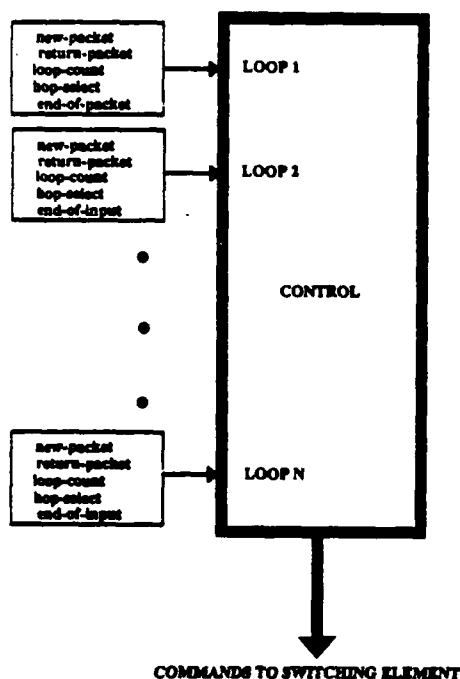 new-packet
return-packet
loop-count
hop-select
end-of-packet
LOOP 1
new-packet
return-packet
loop-count
hop-select
end-of-input
LOOP 2
CONTROL
new-packet
return-packet
loop-count
hop-select
end-of-input
LOOP N
COMMANDS TO SWITCHING ELEMENT